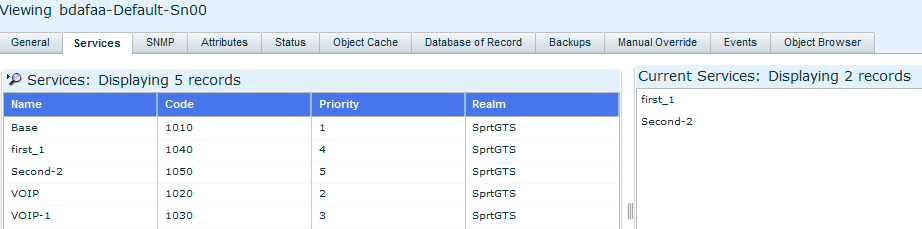 Viewing bdafaa-Default-Sn00
General Services SNMP Attributes Status Object Cache Database of Record Backups Manual Override Events Object Browser
Services: Displaying 5 records
Name Code Priority Realm
Base 1010 1 SprtGTS
first_1 1040 4 SprtGTS
Second-2 1050 5 SprtGTS
VOIP 1020 2 SprtGTS
VOIP-1 1030 3 SprtGTS
Current Services: Displaying 2 records
first_1
Second-2